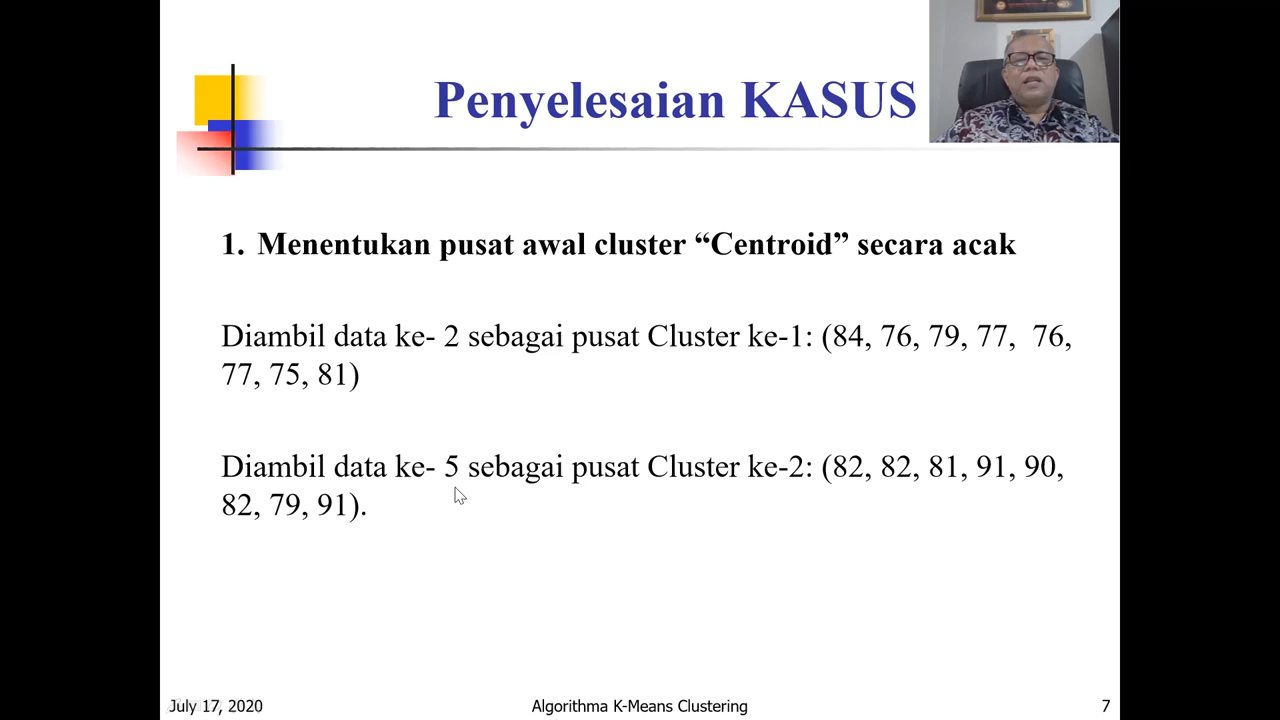 Penyelesaian KASUS
1. Menentukan pusat awal cluster “Centroid” secara acak
Diambil data ke- 2 sebagai pusat Cluster ke-1: (84, 76, 79, 77, 76,
77, 75, 81)
Diambil data ke- 5 sebagai pusat Cluster ke-2: (82, 82, 81, 91, 90,
82, 79, 91).
July 17, 2020
Algorithma K-Means Clustering
7